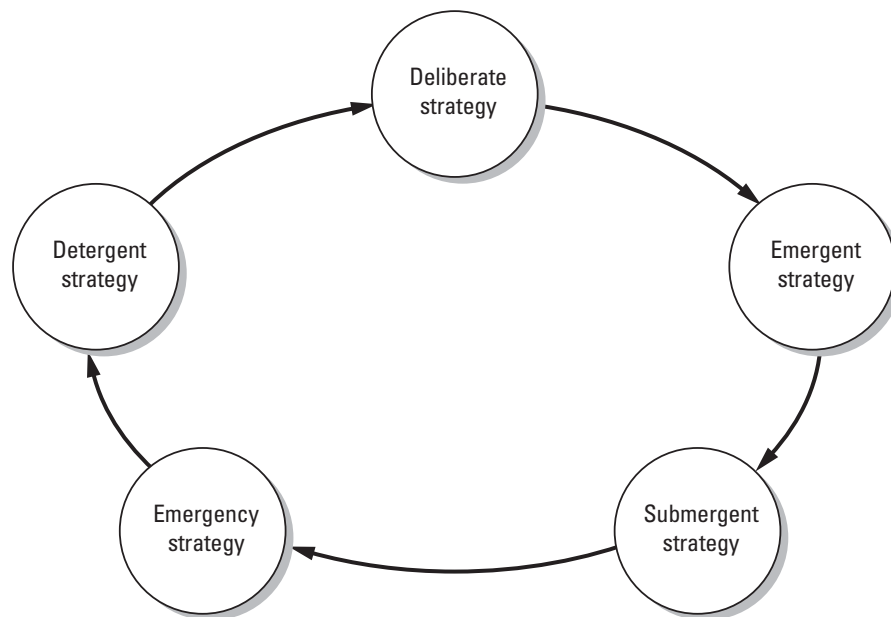 Deliberate
strategy
Emergent
strategy
Submergent
strategy
Emergency
strategy
Detergent
strategy